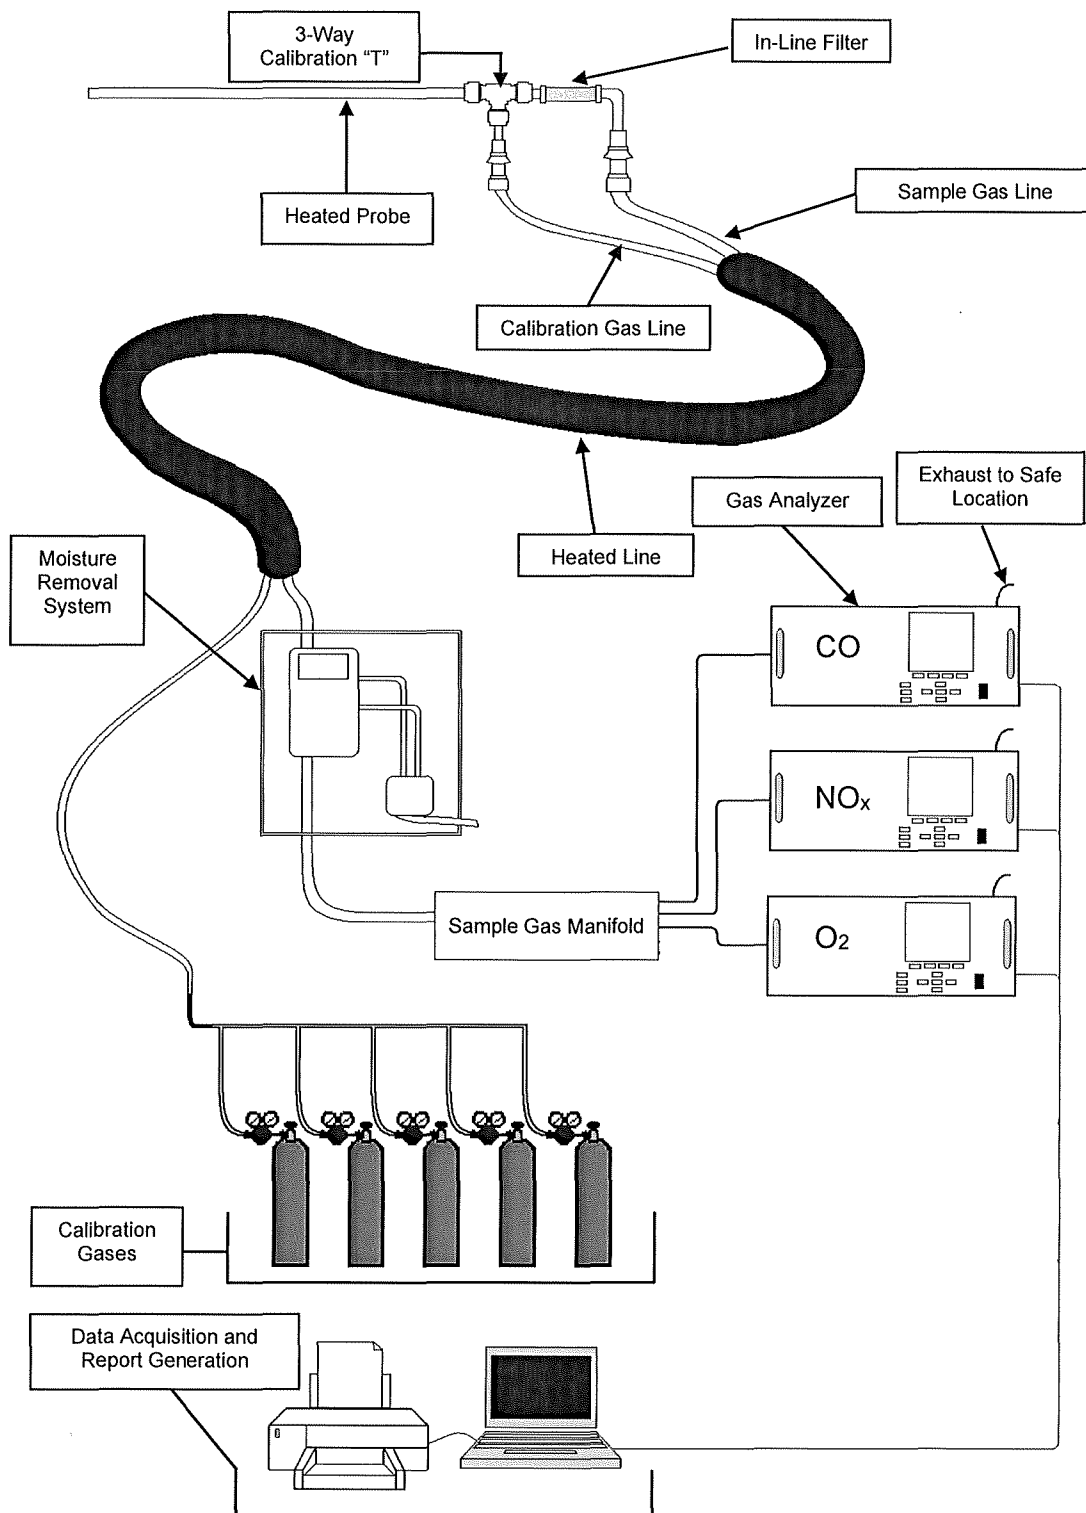 3-Way
Calibration “T”
In-Line Filter
Heated Probe
Sample Gas Line
Calibration Gas Line
Exhaust to Safe
Location
Gas Analyzer
Heated Line
Moisture
Removal
System
CO
NOx
Sample Gas Manifold
O2
Calibration
Gases
Data Acquisition and
Report Generation